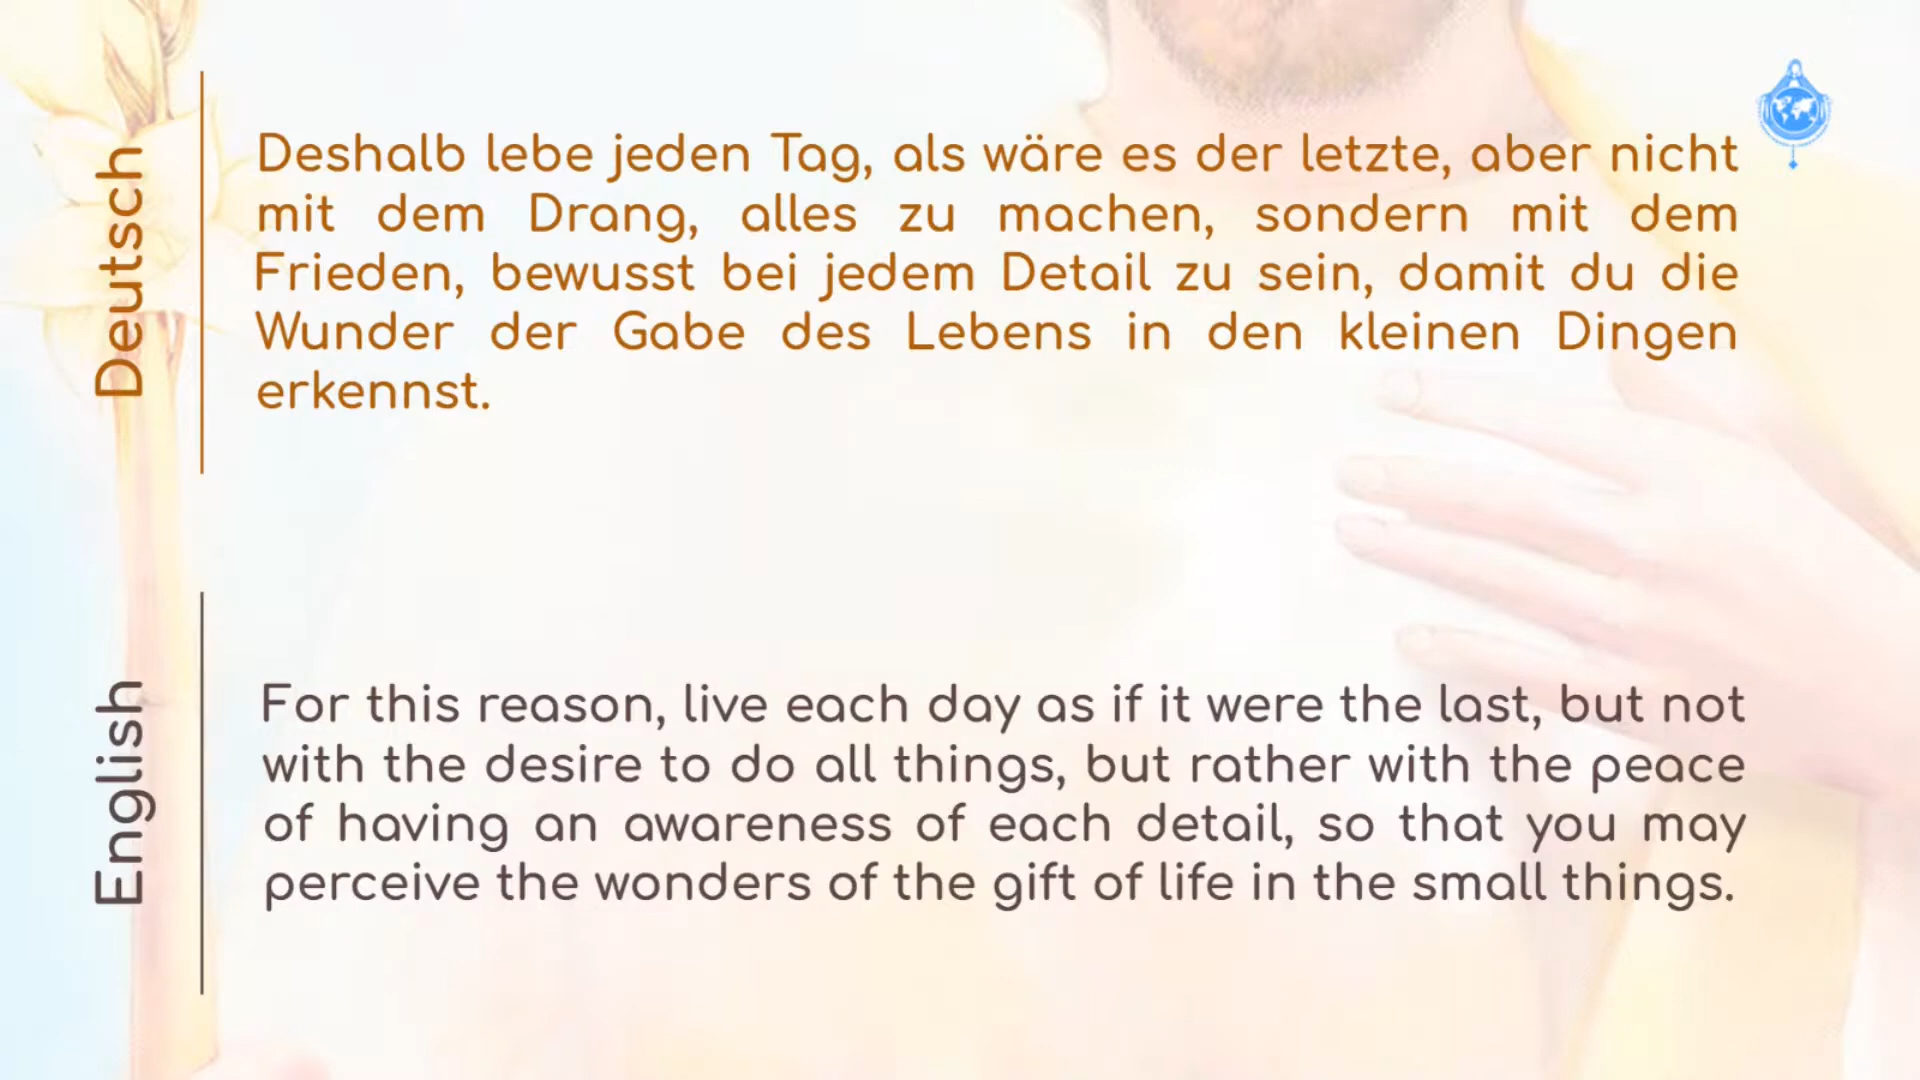 Deutsch
Deshalb lebe jeden Tag, als wäre es der letzte, aber nicht
mit dem Drang, alles zu machen, sondern mit dem
Frieden, bewusst bei jedem Detail zu sein, damit du die
Wunder der Gabe des Lebens in den kleinen Dingen
erkennst.
English
For this reason, live each day as if it were the last, but not
with the desire to do all things, but rather with the peace
of having an awareness of each detail, so that you may
perceive the wonders of the gift of life in the small things.